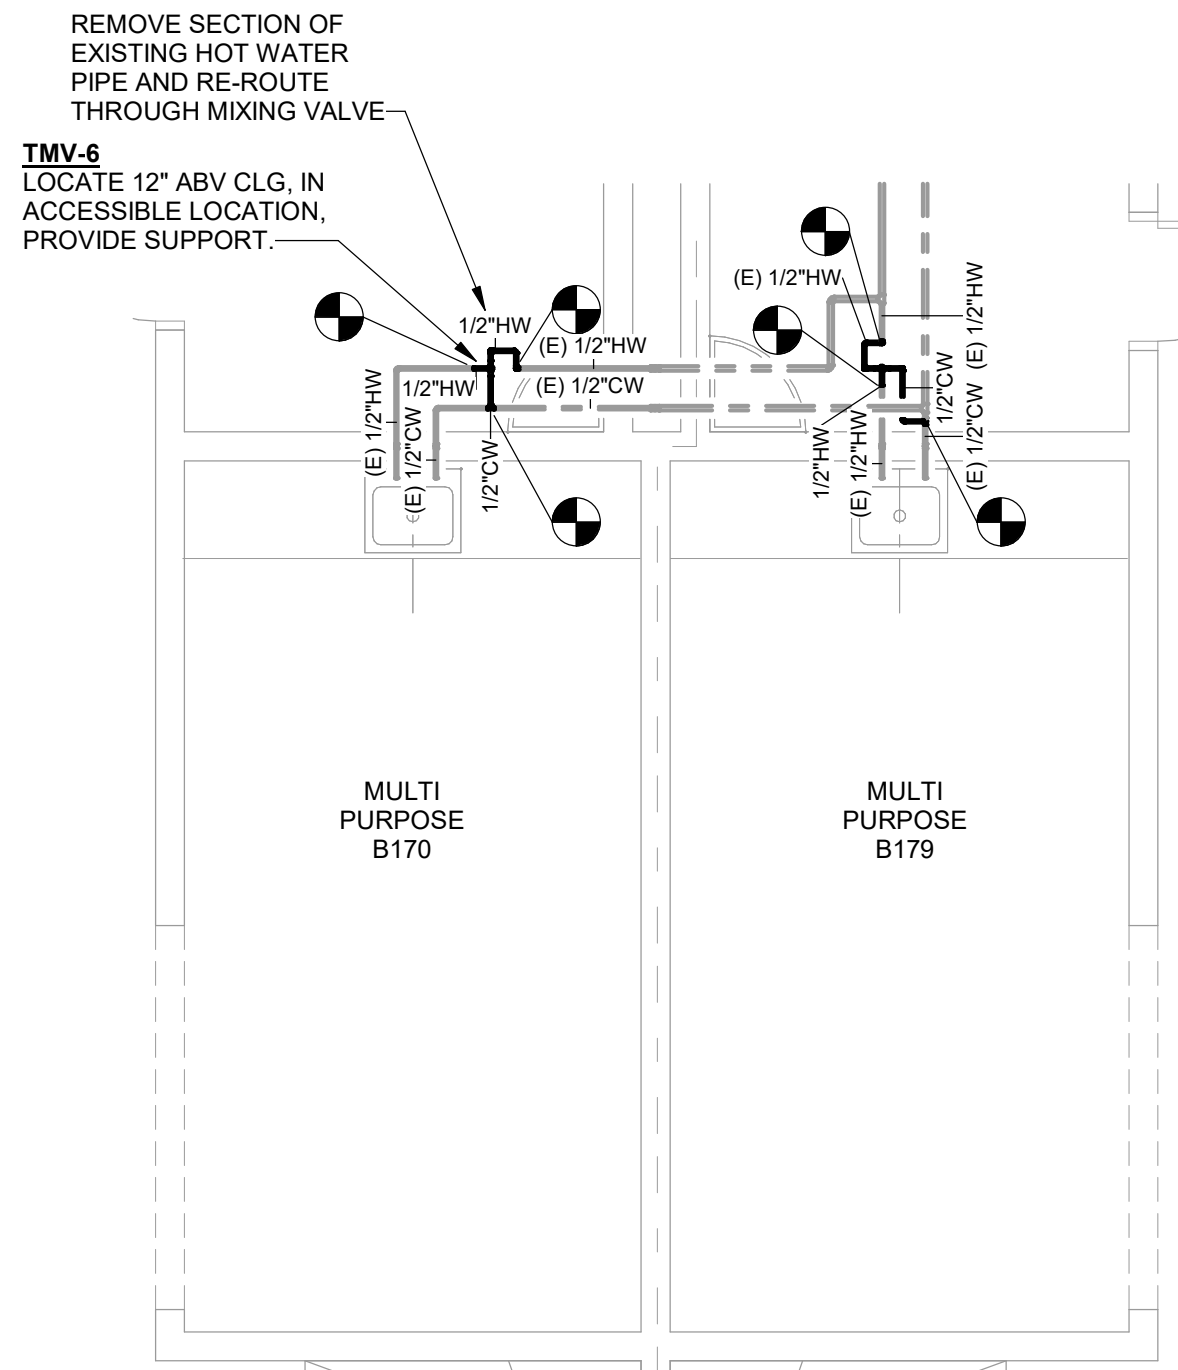 REMOVE SECTION OF
EXISTING HOT WATER
PIPE AND RE-ROUTE
THROUGH MIXING VALVE
TMV-6
LOCATE 12" ABV CLG, IN
ACCESSIBLE LOCATION,
PROVIDE SUPPORT.
1/2"HW
(E) 1/2"HW
(E) 1/2"CW
1/2"HW
(E) 1/2"HW
(E) 1/2"CW
1/2"CW
(E) 1/2"HW
(E) 1/2"HW
1/2"CW
(E) 1/2"CW
1/2"HW
(E) 1/2"HW
MULTI
PURPOSE
B170
MULTI
PURPOSE
B179